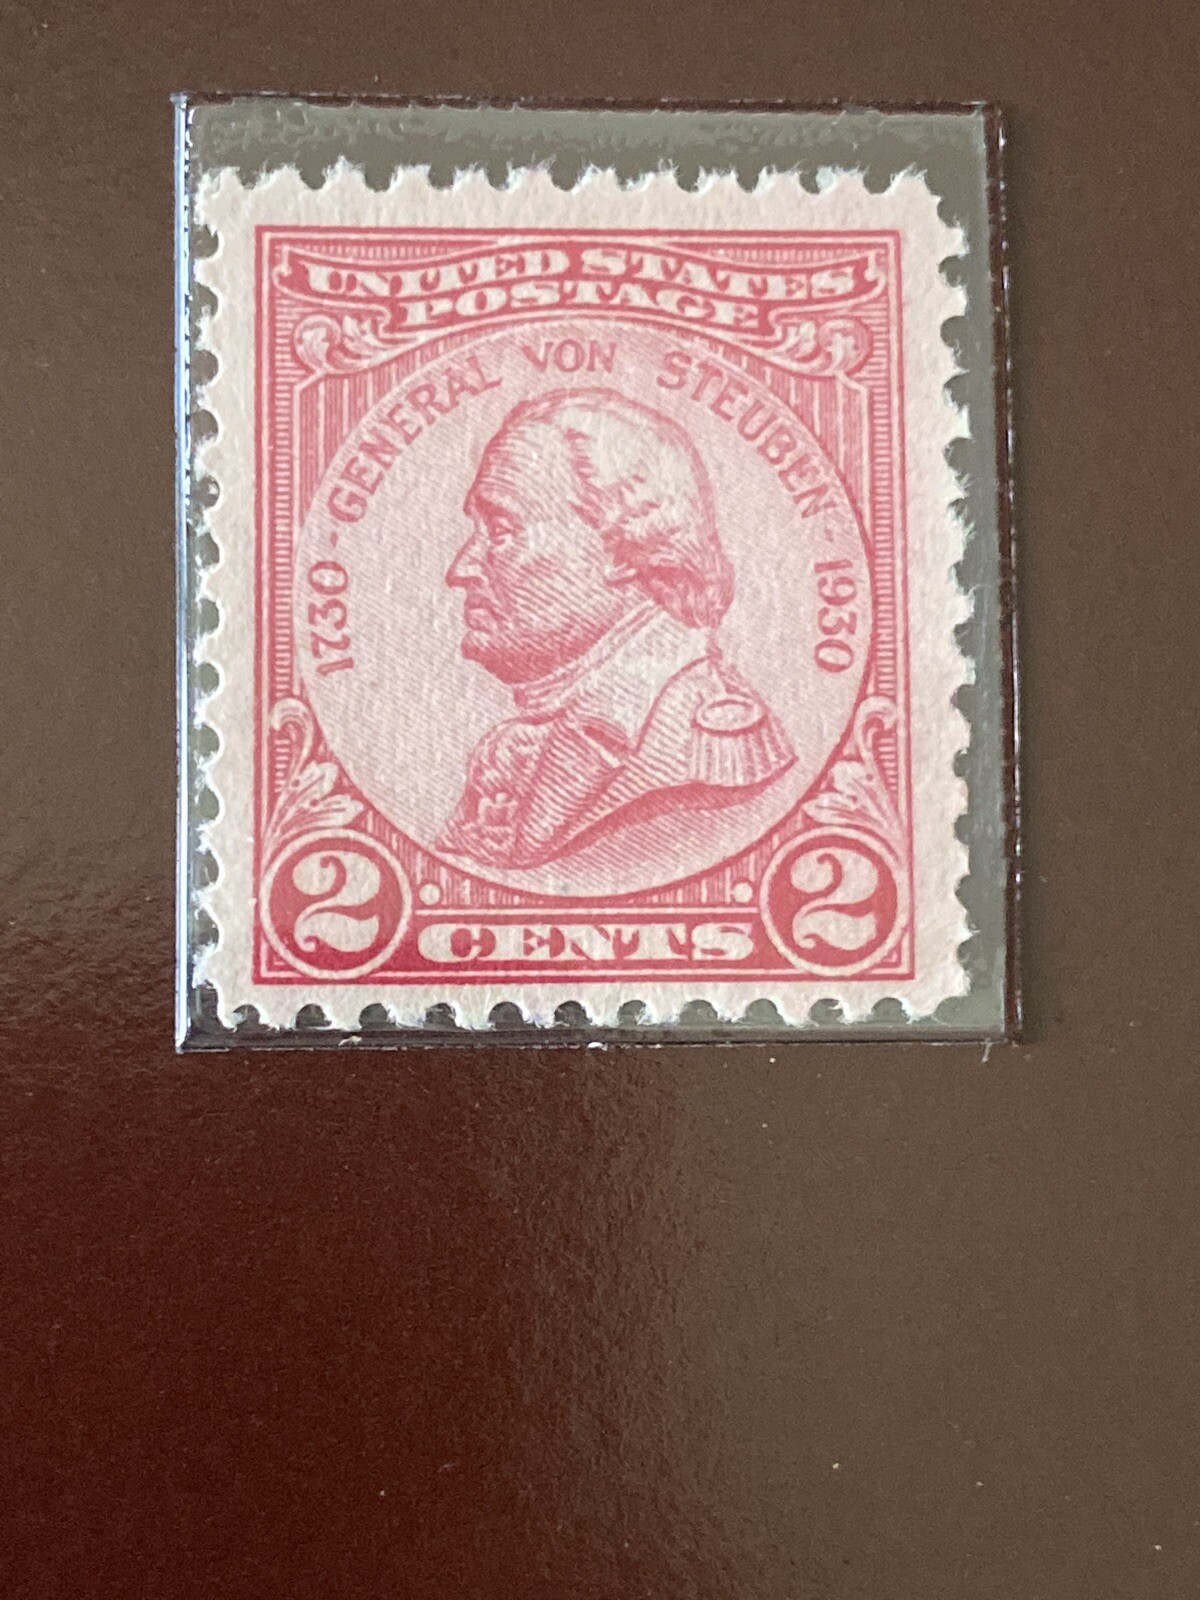 UNITED STATES
POSTAGE
1730 - GENERAL VON STEUBEN - 1930
2 CENTS 2